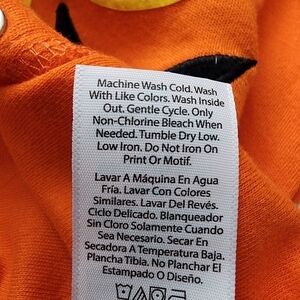 Machine Wash Cold. Wash
With Like Colors. Wash Inside
Out. Gentle Cycle. Only
Non-Chlorine Bleach When
Needed. Tumble Dry Low.
Low Iron. Do Not Iron On
Print Or Motif.
Lavar A Máquina En Agua
Fría. Lavar Con Colores
Similares. Lavar Del Revés.
Ciclo Delicado. Blanqueador
Sin Cloro Solamente Cuando
Sea Necesario. Secar En
Secadora A Temperatura Baja.
Plancha Tibia. No Planchar El
Estampado O Diseño.